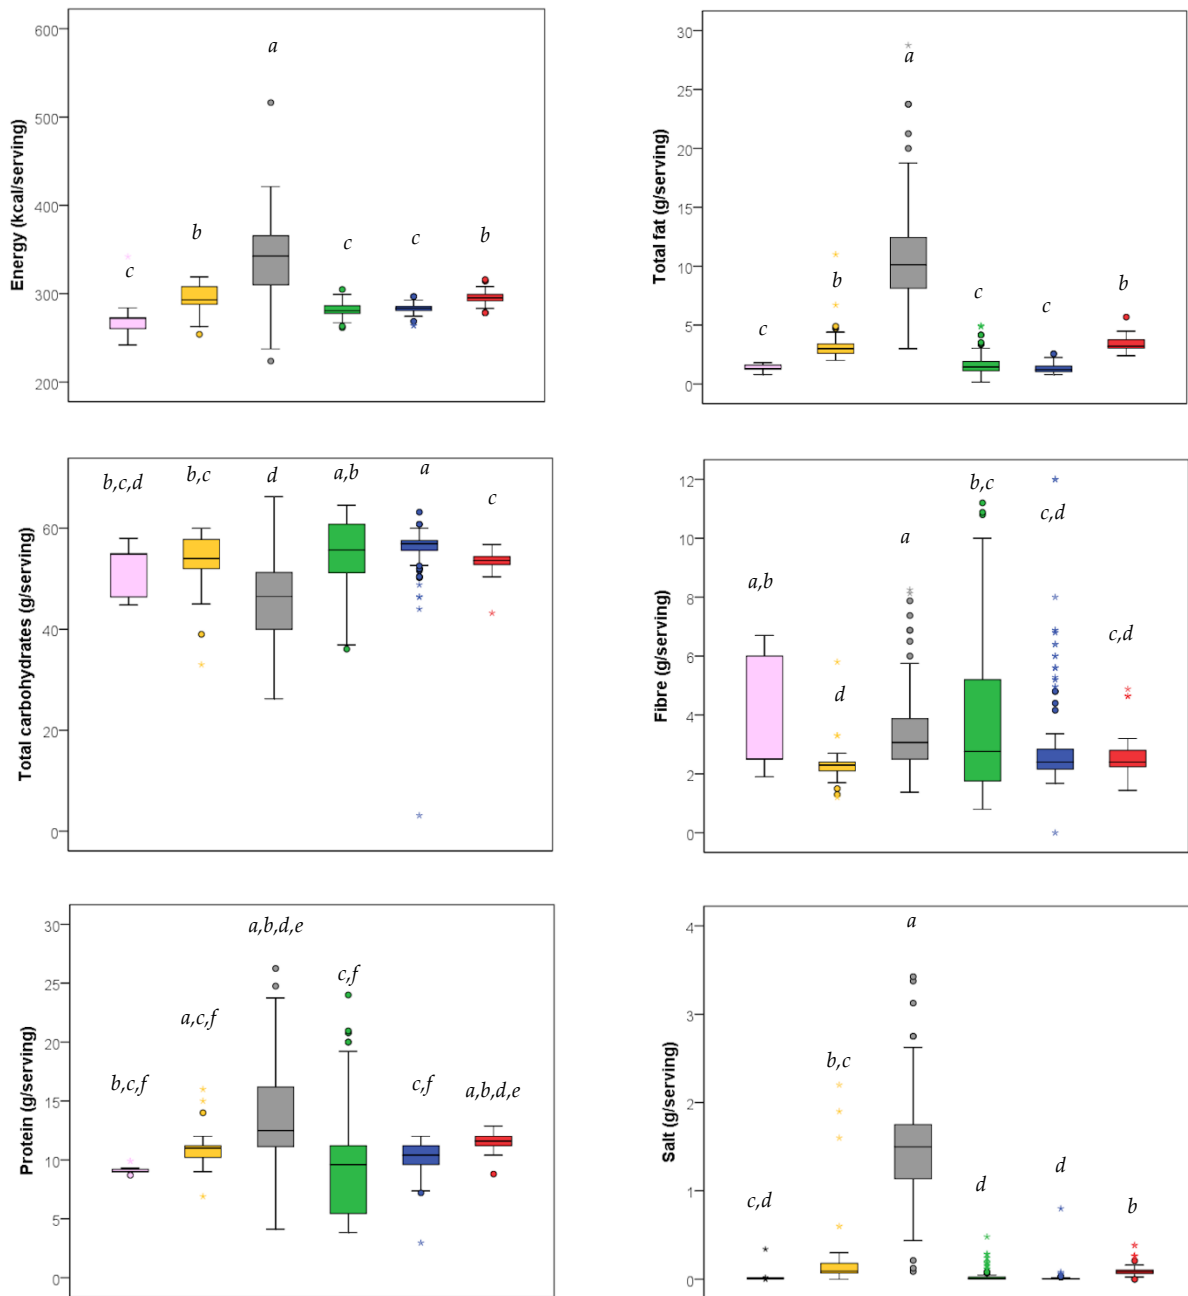 Energy (kcal/serving)
600
500
400
300
200
c
b
a
c
c
b
Total fat (g/serving)
30
25
20
15
10
5
0
c
b
a
c
c
b
Total carbohydrates (g/serving)
60
40
20
0
b,c,d
b,c
d
a,b
a
c
Fibre (g/serving)
12
10
8
6
4
2
0
a,b
d
a
b,c
c,d
c,d
Protein (g/serving)
30
25
20
15
10
5
0
b,c,f
a,c,f
a,b,d,e
c,f
c,f
a,b,d,e
Salt (g/serving)
4
3
2
1
0
c,d
b,c
a
d
d
b